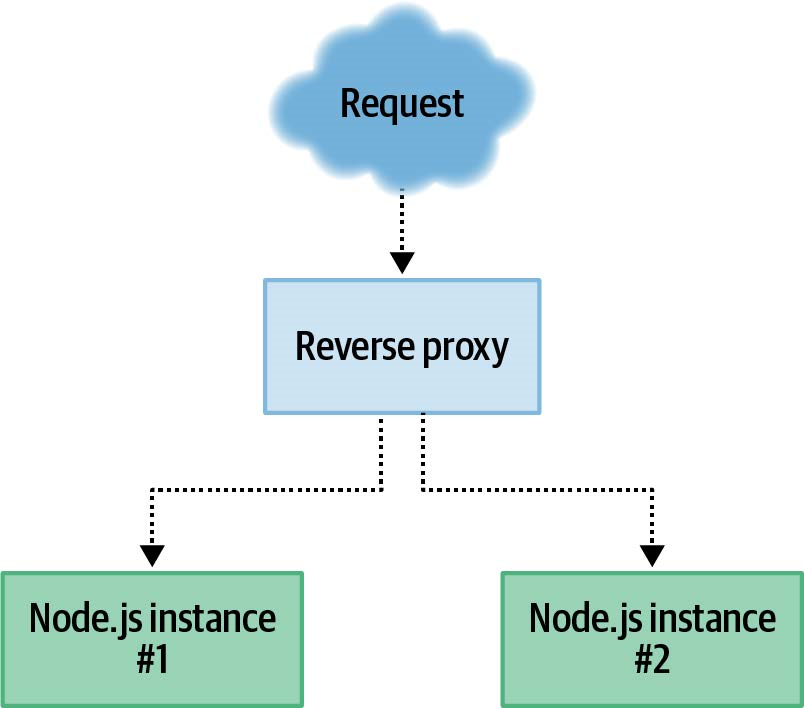 Request
Reverse proxy
Node.js instance
#1
Node.js instance
#2